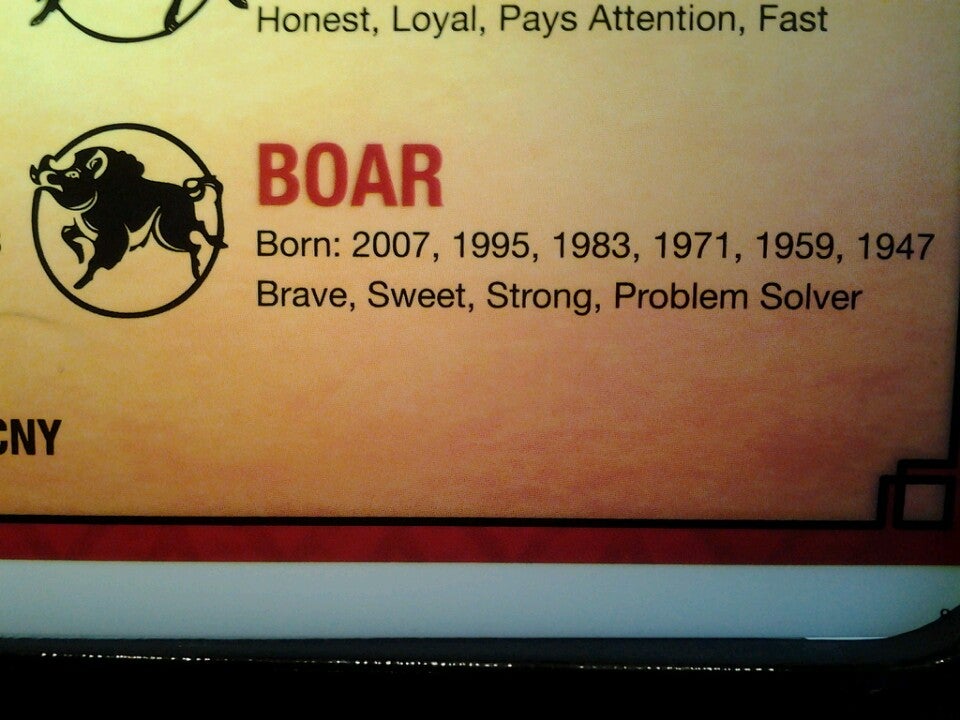 Honest, Loyal, Pays Attention, Fast
BOAR
Born: 2007, 1995, 1983, 1971, 1959, 1947
Brave, Sweet, Strong, Problem Solver
CNY